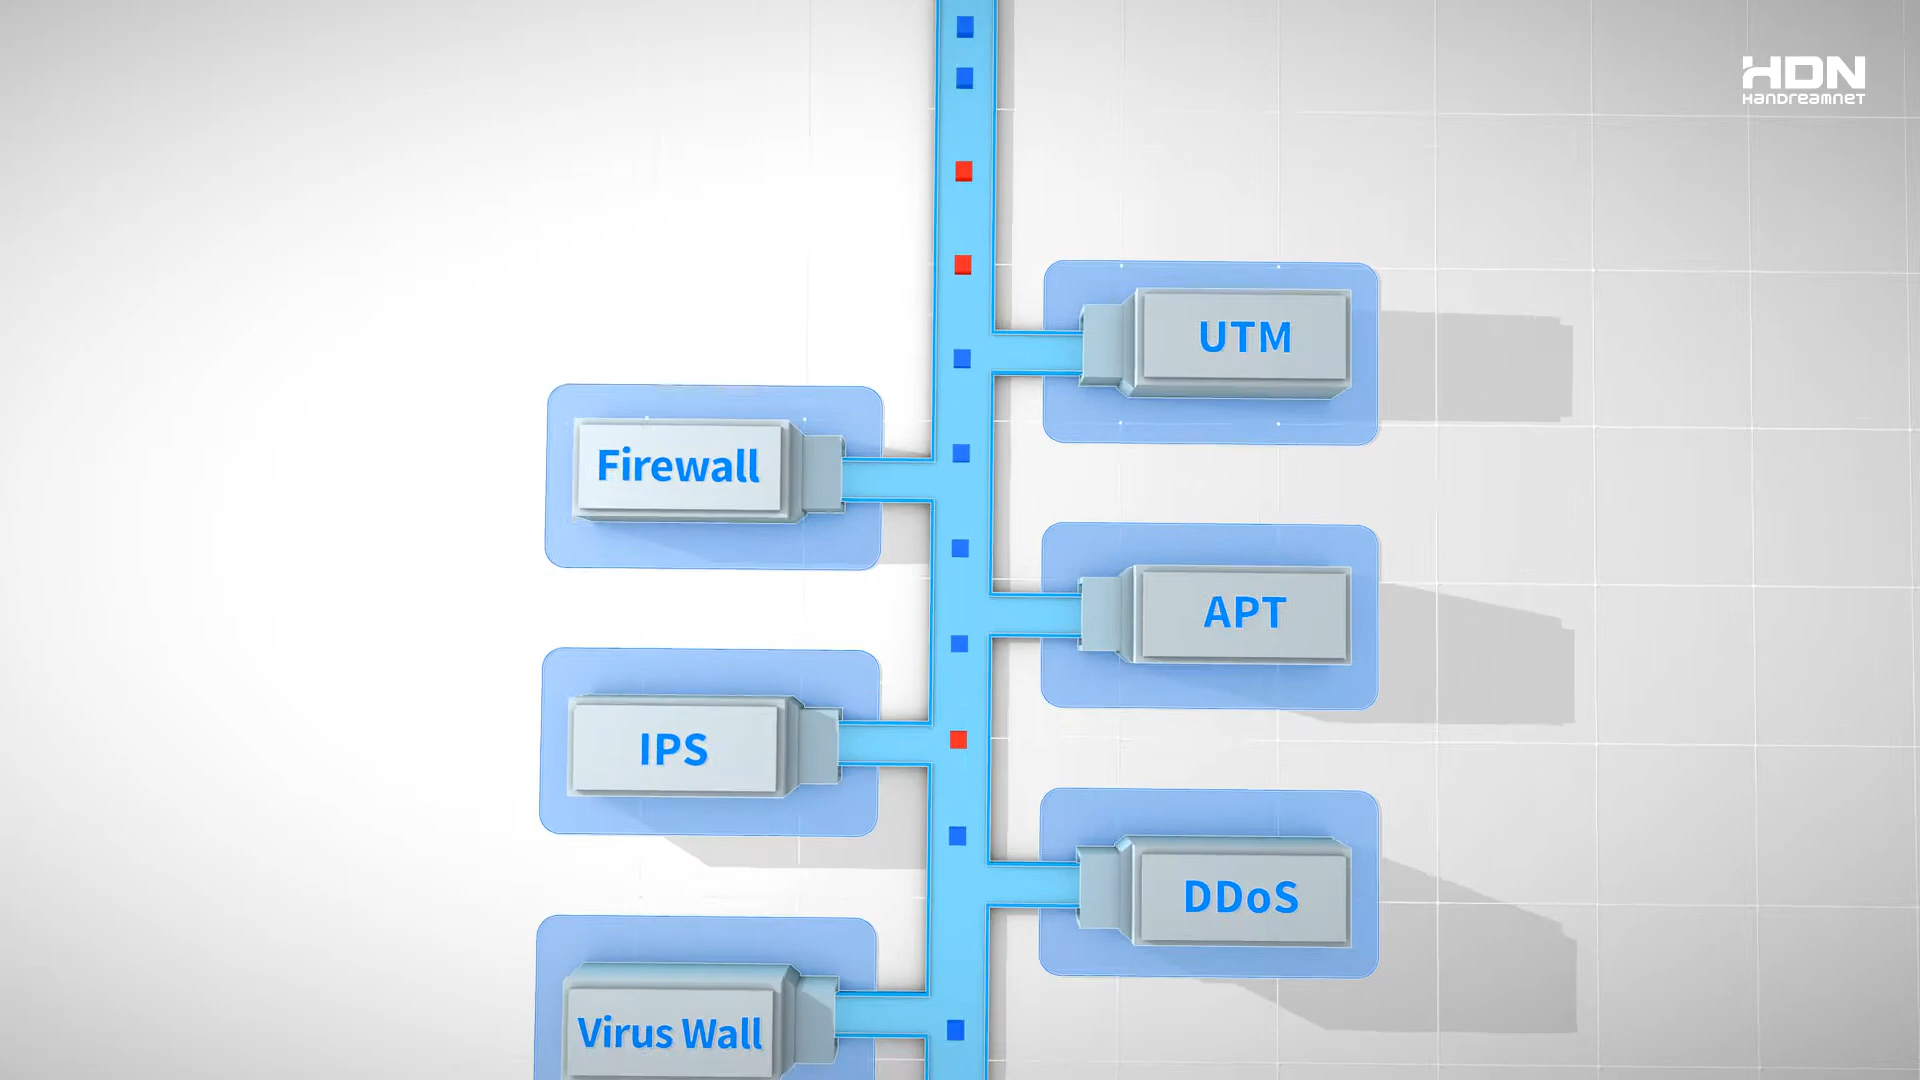 HDN
HanDreamnet
UTM
Firewall
APT
IPS
DDoS
Virus Wall